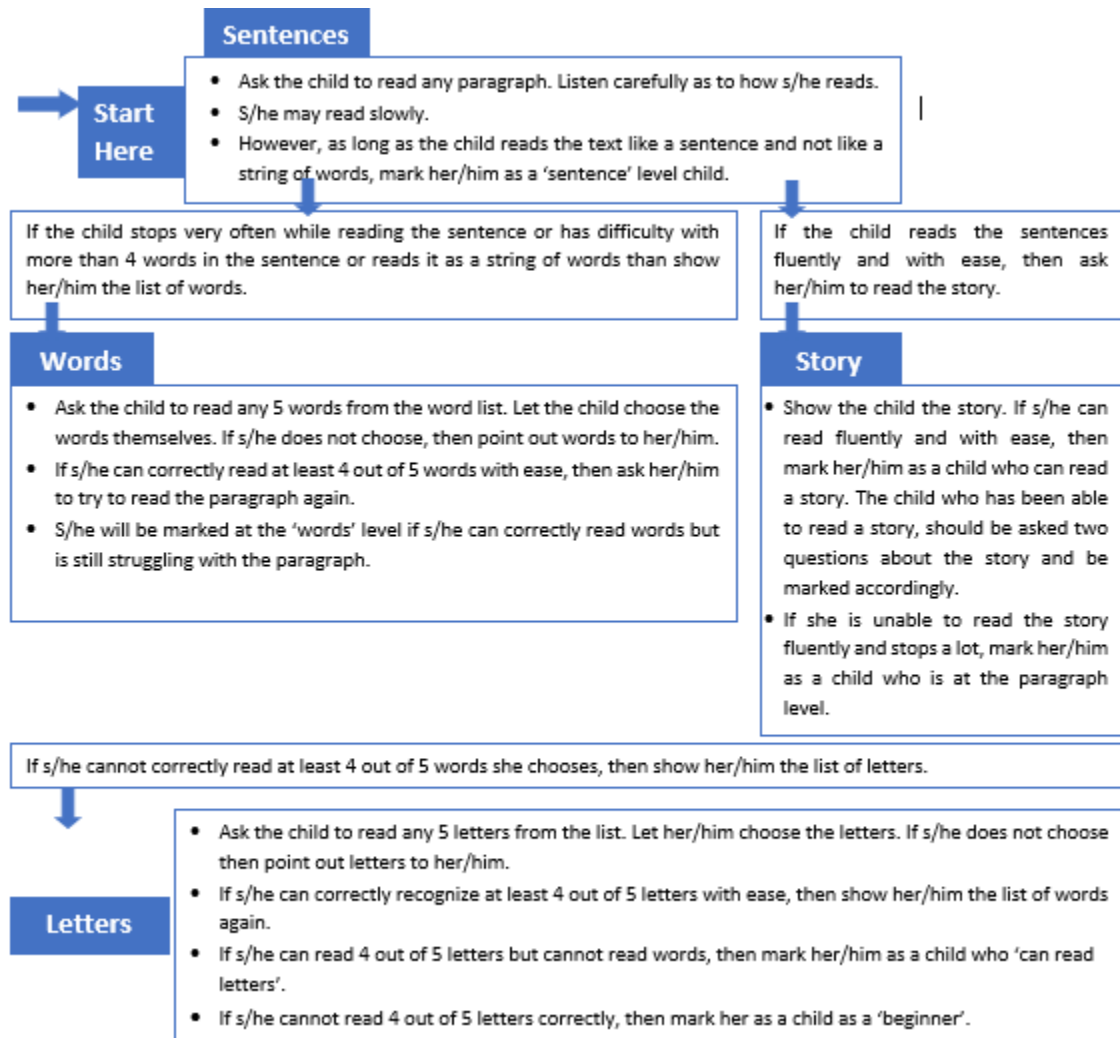 Sentences
Start
Here
• Ask the child to read any paragraph. Listen carefully as to how s/he reads.
• S/he may read slowly.
• However, as long as the child reads the text like a sentence and not like a
string of words, mark her/him as a ‘sentence’ level child.
If the child stops very often while reading the sentence or has difficulty with
more than 4 words in the sentence or reads it as a string of words than show
her/him the list of words.
If the child reads the sentences
fluently and with ease, then ask
her/him to read the story.
Words
• Ask the child to read any 5 words from the word list. Let the child choose the
words themselves. If s/he does not choose, then point out words to her/him.
• If s/he can correctly read at least 4 out of 5 words with ease, then ask her/him
to try to read the paragraph again.
• S/he will be marked at the ‘words’ level if s/he can correctly read words but
is still struggling with the paragraph.
Story
• Show the child the story. If s/he can
read fluently and with ease, then
mark her/him as a child who can read
a story. The child who has been able
to read a story, should be asked two
questions about the story and be
marked accordingly.
• If she is unable to read the story
fluently and stops a lot, mark her/him
as a child who is at the paragraph
level.
If s/he cannot correctly read at least 4 out of 5 words she chooses, then show her/him the list of letters.
Letters
• Ask the child to read any 5 letters from the list. Let her/him choose the letters. If s/he does not choose
then point out letters to her/him.
• If s/he can correctly recognize at least 4 out of 5 letters with ease, then show her/him the list of words
again.
• If s/he can read 4 out of 5 letters but cannot read words, then mark her/him as a child who ‘can read
letters’.
• If s/he cannot read 4 out of 5 letters correctly, then mark her as a child as a ‘beginner’.